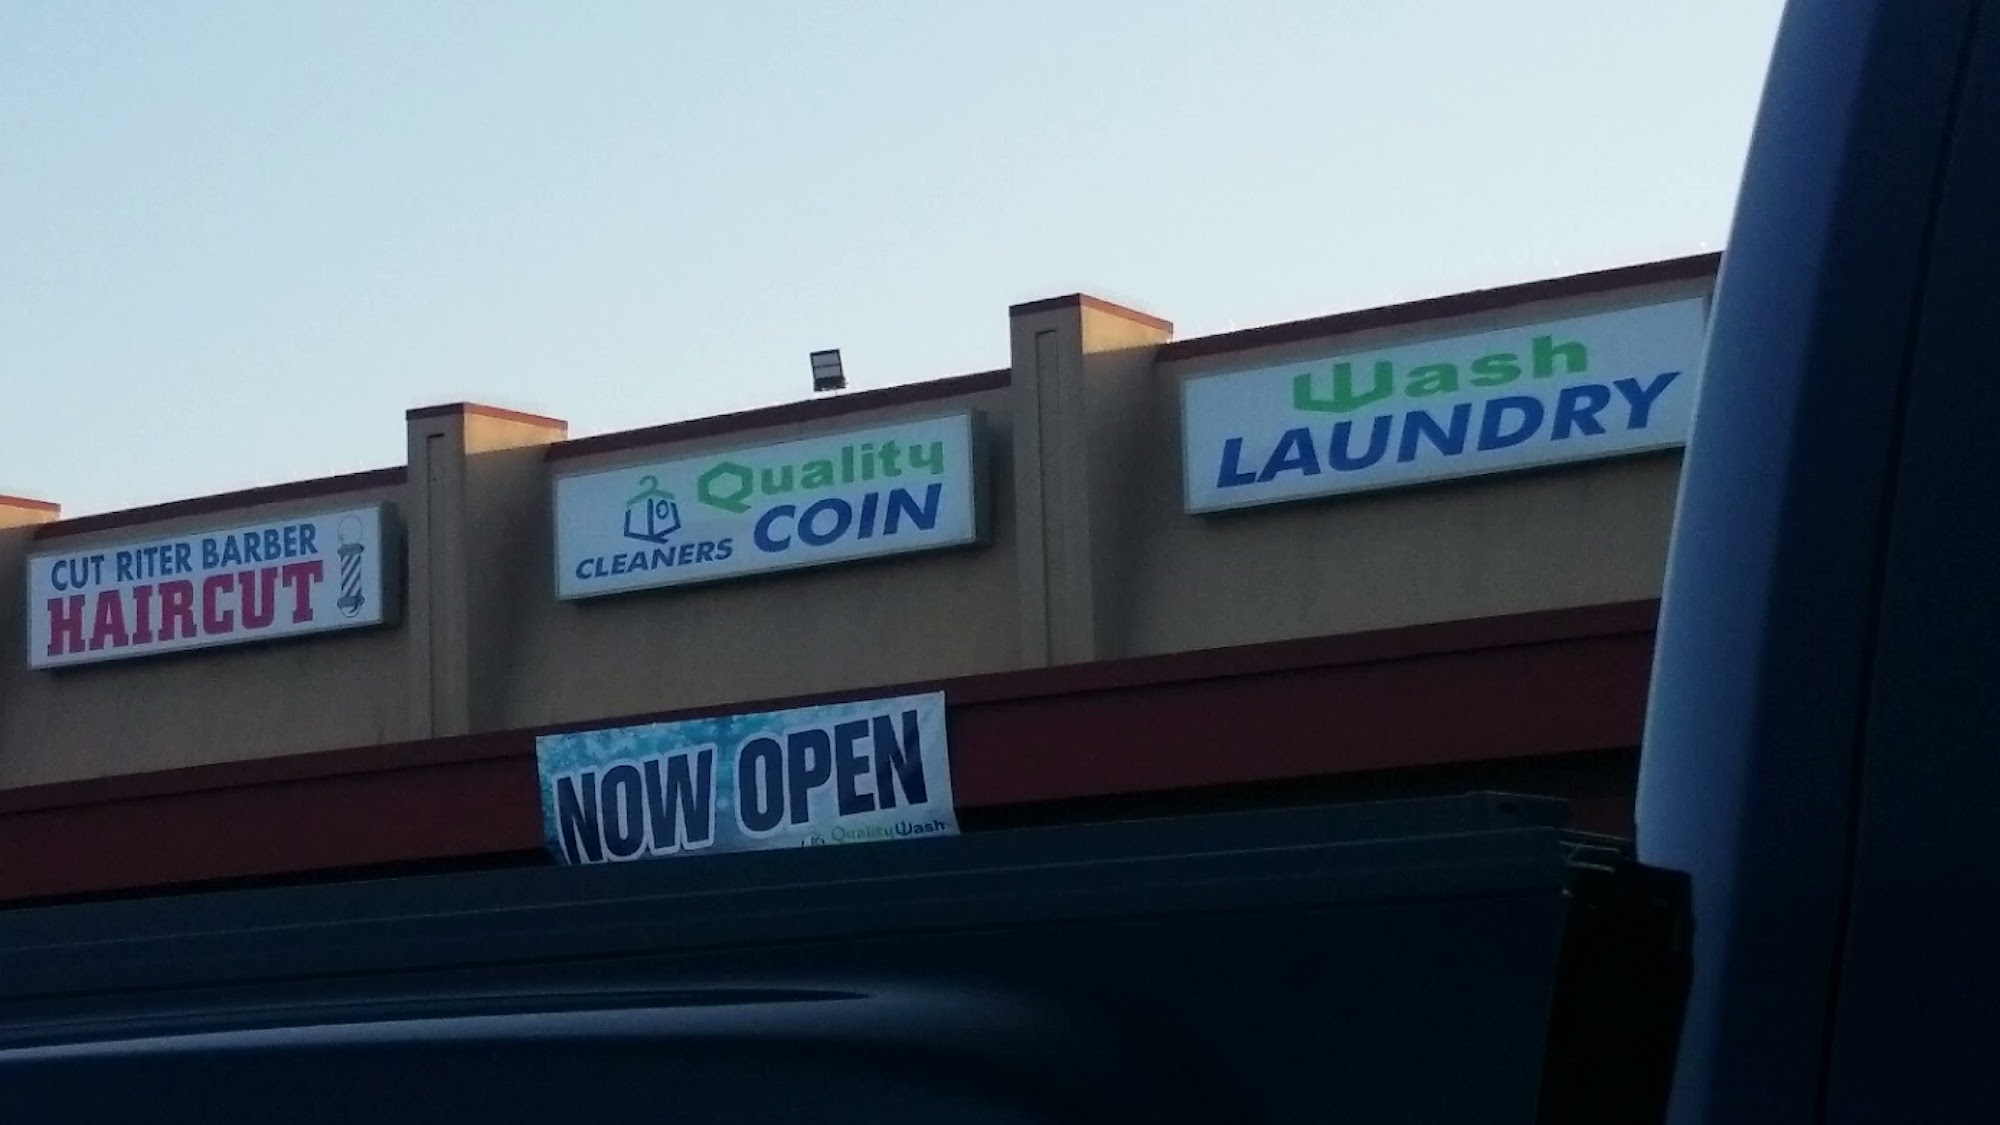 CUT RITER BARBER
HAIRCUT
Quality
COIN
CLEANERS
Wash
LAUNDRY
NOW OPEN
Quality Wash